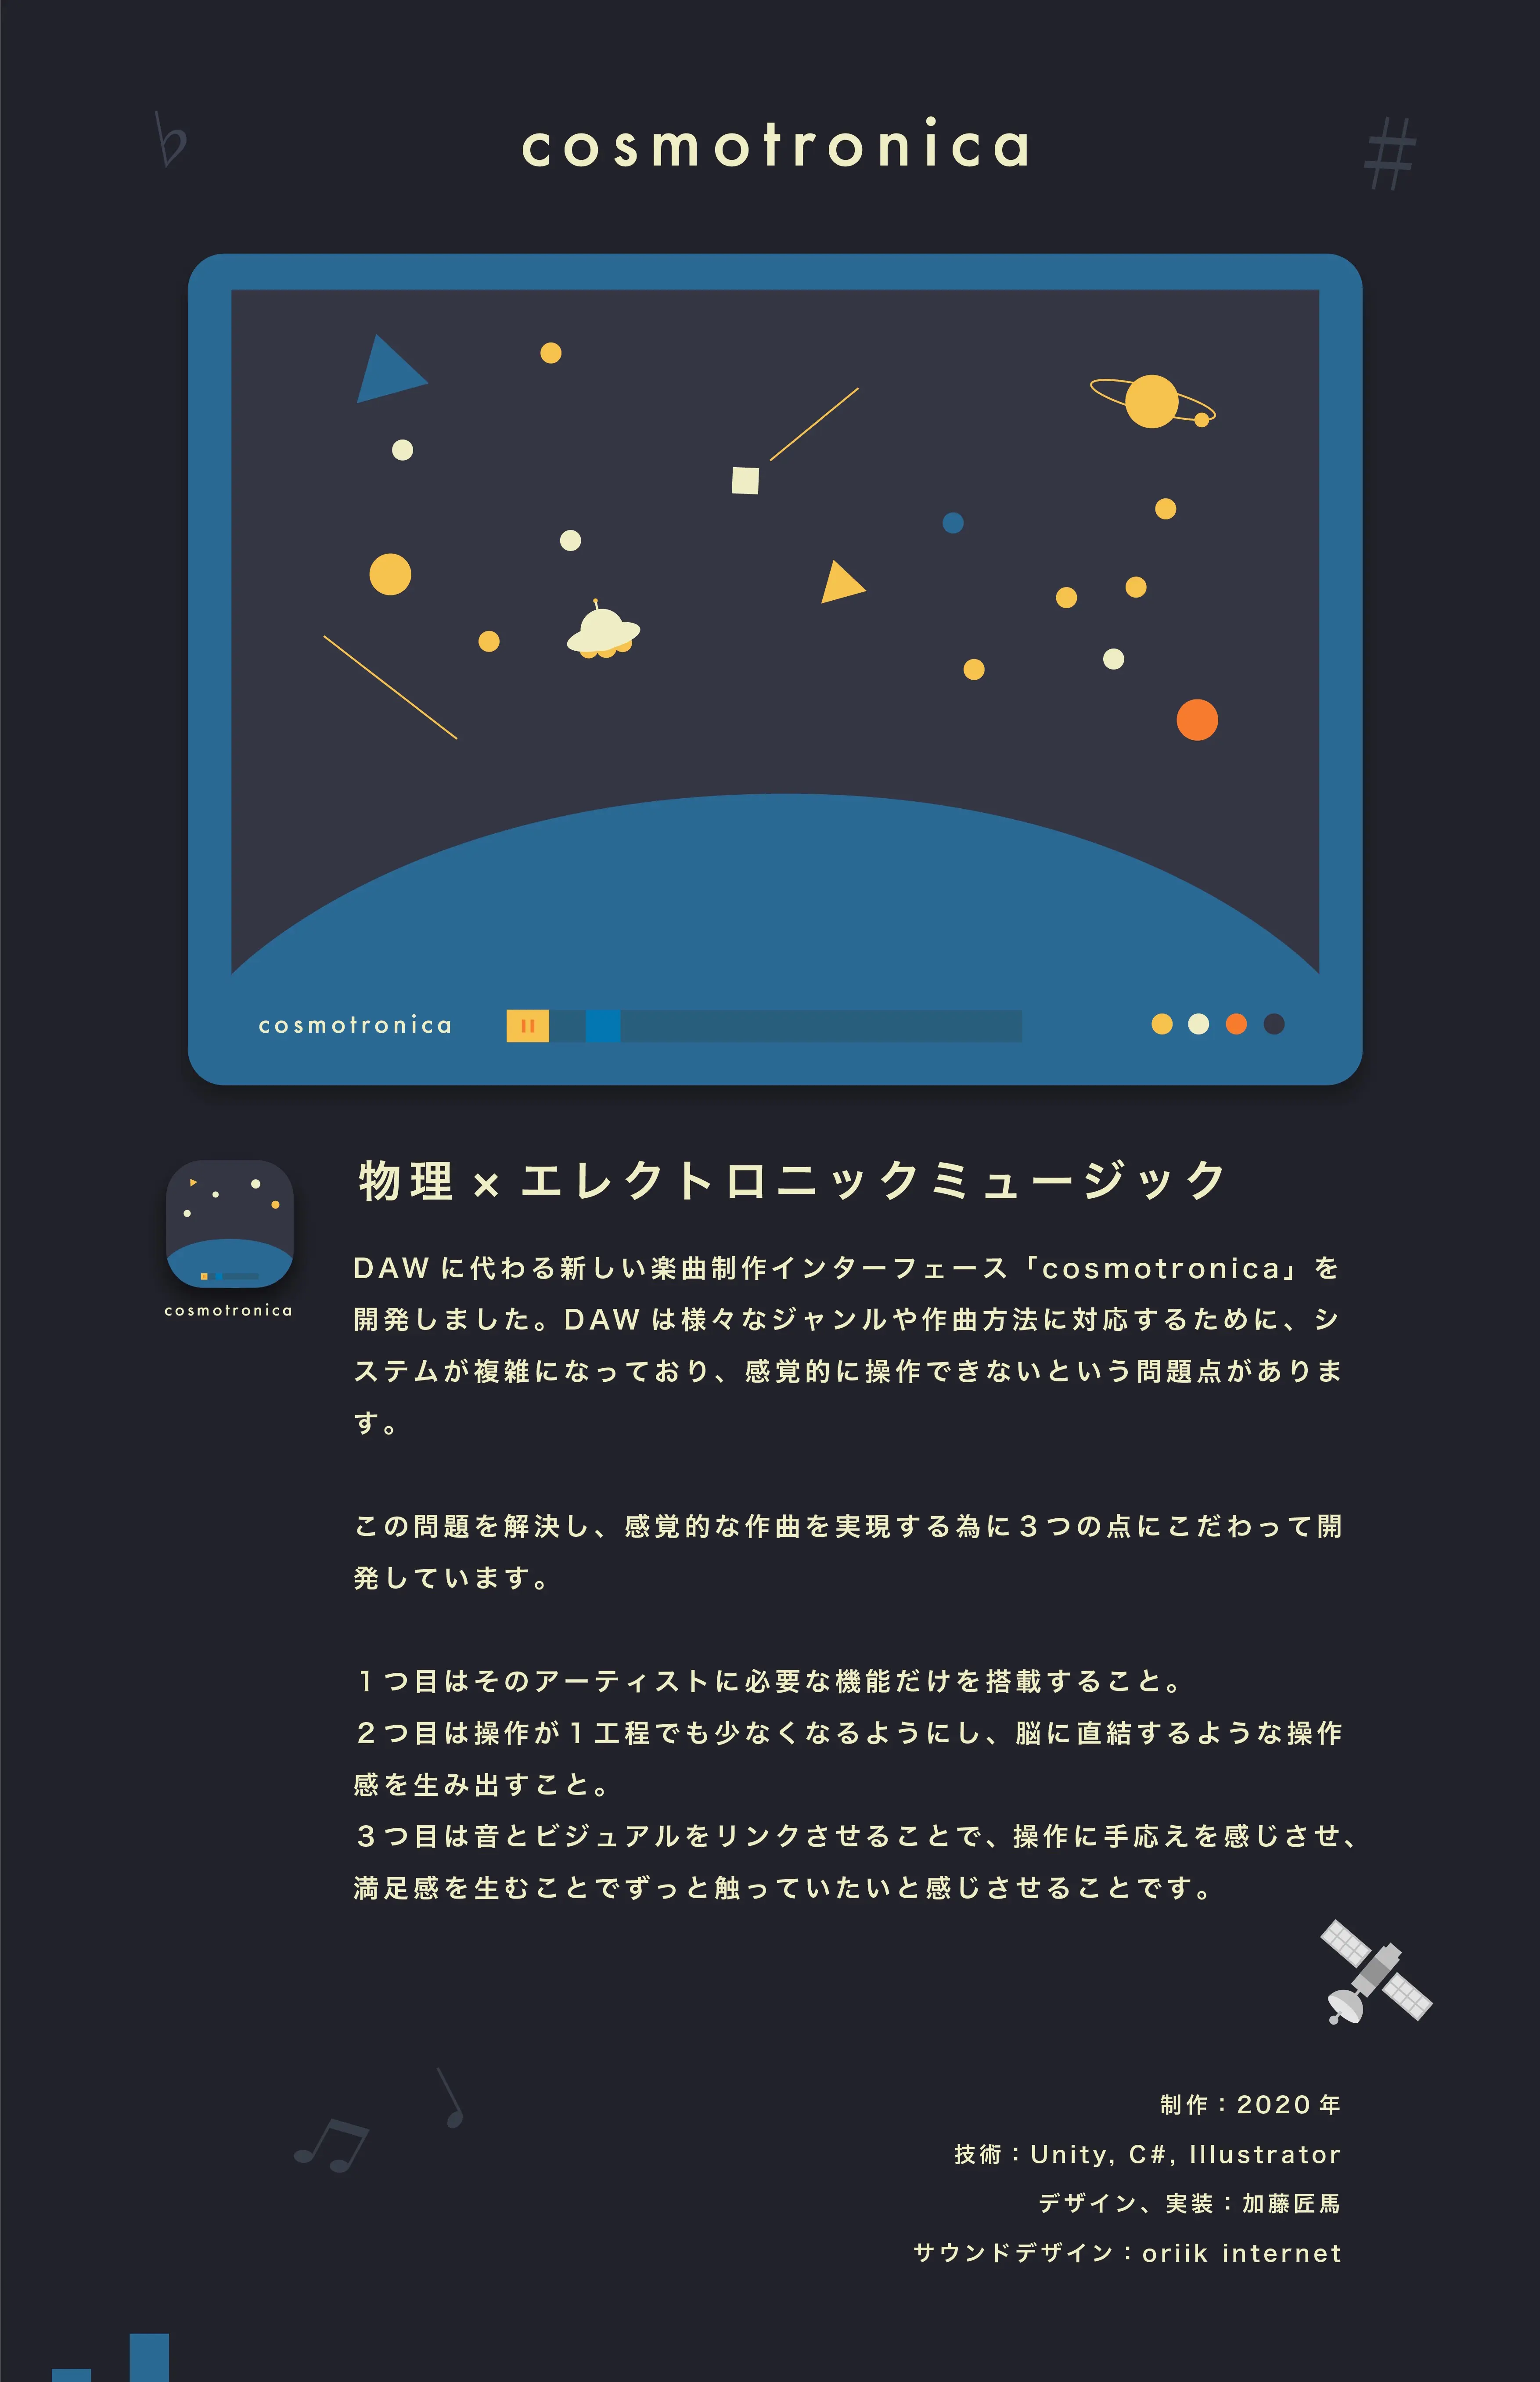 ♭
#
cosmotronica
cosmotronica
cosmotronica
物理 × エレクトロニックミュージック
DAW に代わる新しい楽曲制作インターフェース「cosmotronica」を
開発しました。DAW は様々なジャンルや作曲方法に対応するために、シ
ステムが複雑になっており、感覚的に操作できないという問題点がありま
す。
この問題を解決し、感覚的な作曲を実現する為に３つの点にこだわって開
発しています。
１つ目はそのアーティストに必要な機能だけを搭載すること。
２つ目は操作が１工程でも少なくなるようにし、脳に直結するような操作
感を生み出すこと。
３つ目は音とビジュアルをリンクさせることで、操作に手応えを感じさせ、
満足感を生むことでずっと触っていたいと感じさせることです。
制作：2020 年
技術：Unity, C#, Illustrator
デザイン、実装：加藤匠馬
サウンドデザイン：oriik internet